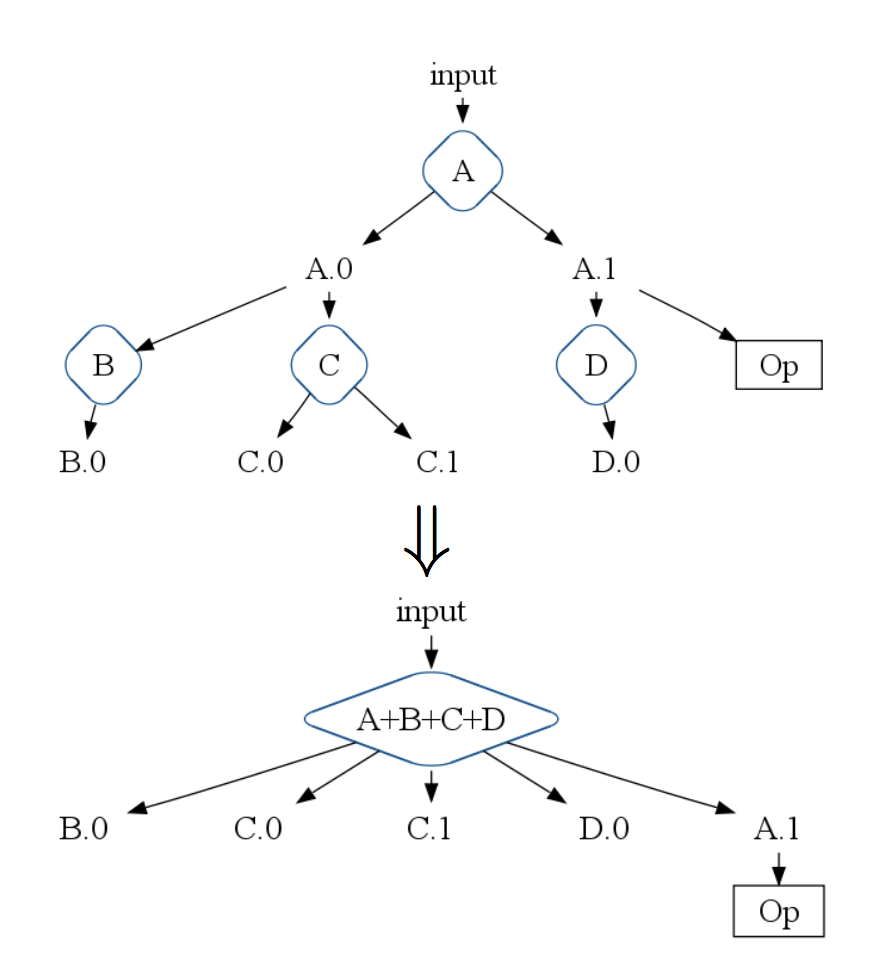 input
A
A.0 A.1
B C D Op
B.0 C.0 C.1 D.0
input
A+B+C+D
B.0 C.0 C.1 D.0 A.1
Op